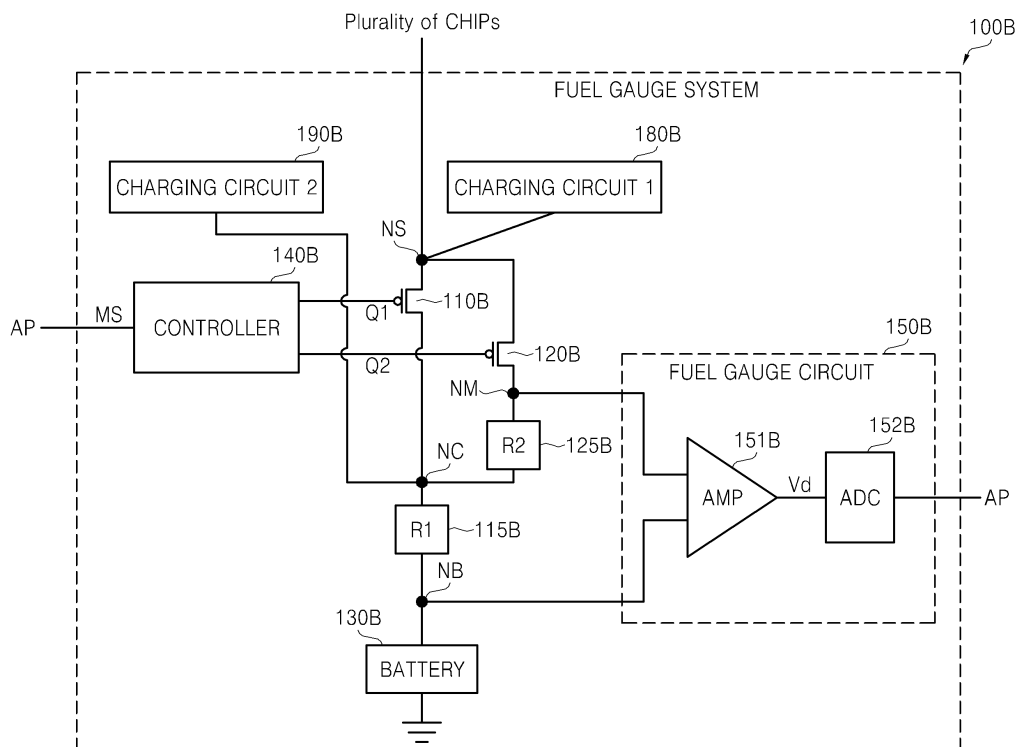 Plurality of CHIPs
100B
FUEL GAUGE SYSTEM
190B
180B
CHARGING CIRCUIT 2
CHARGING CIRCUIT 1
NS
140B
110B
Q1
AP
MS
CONTROLLER
150B
120B
Q2
FUEL GAUGE CIRCUIT
NM
151B
152B
R2
125B
NC
Vd
AMP
ADC
AP
R1
115B
NB
130B
BATTERY